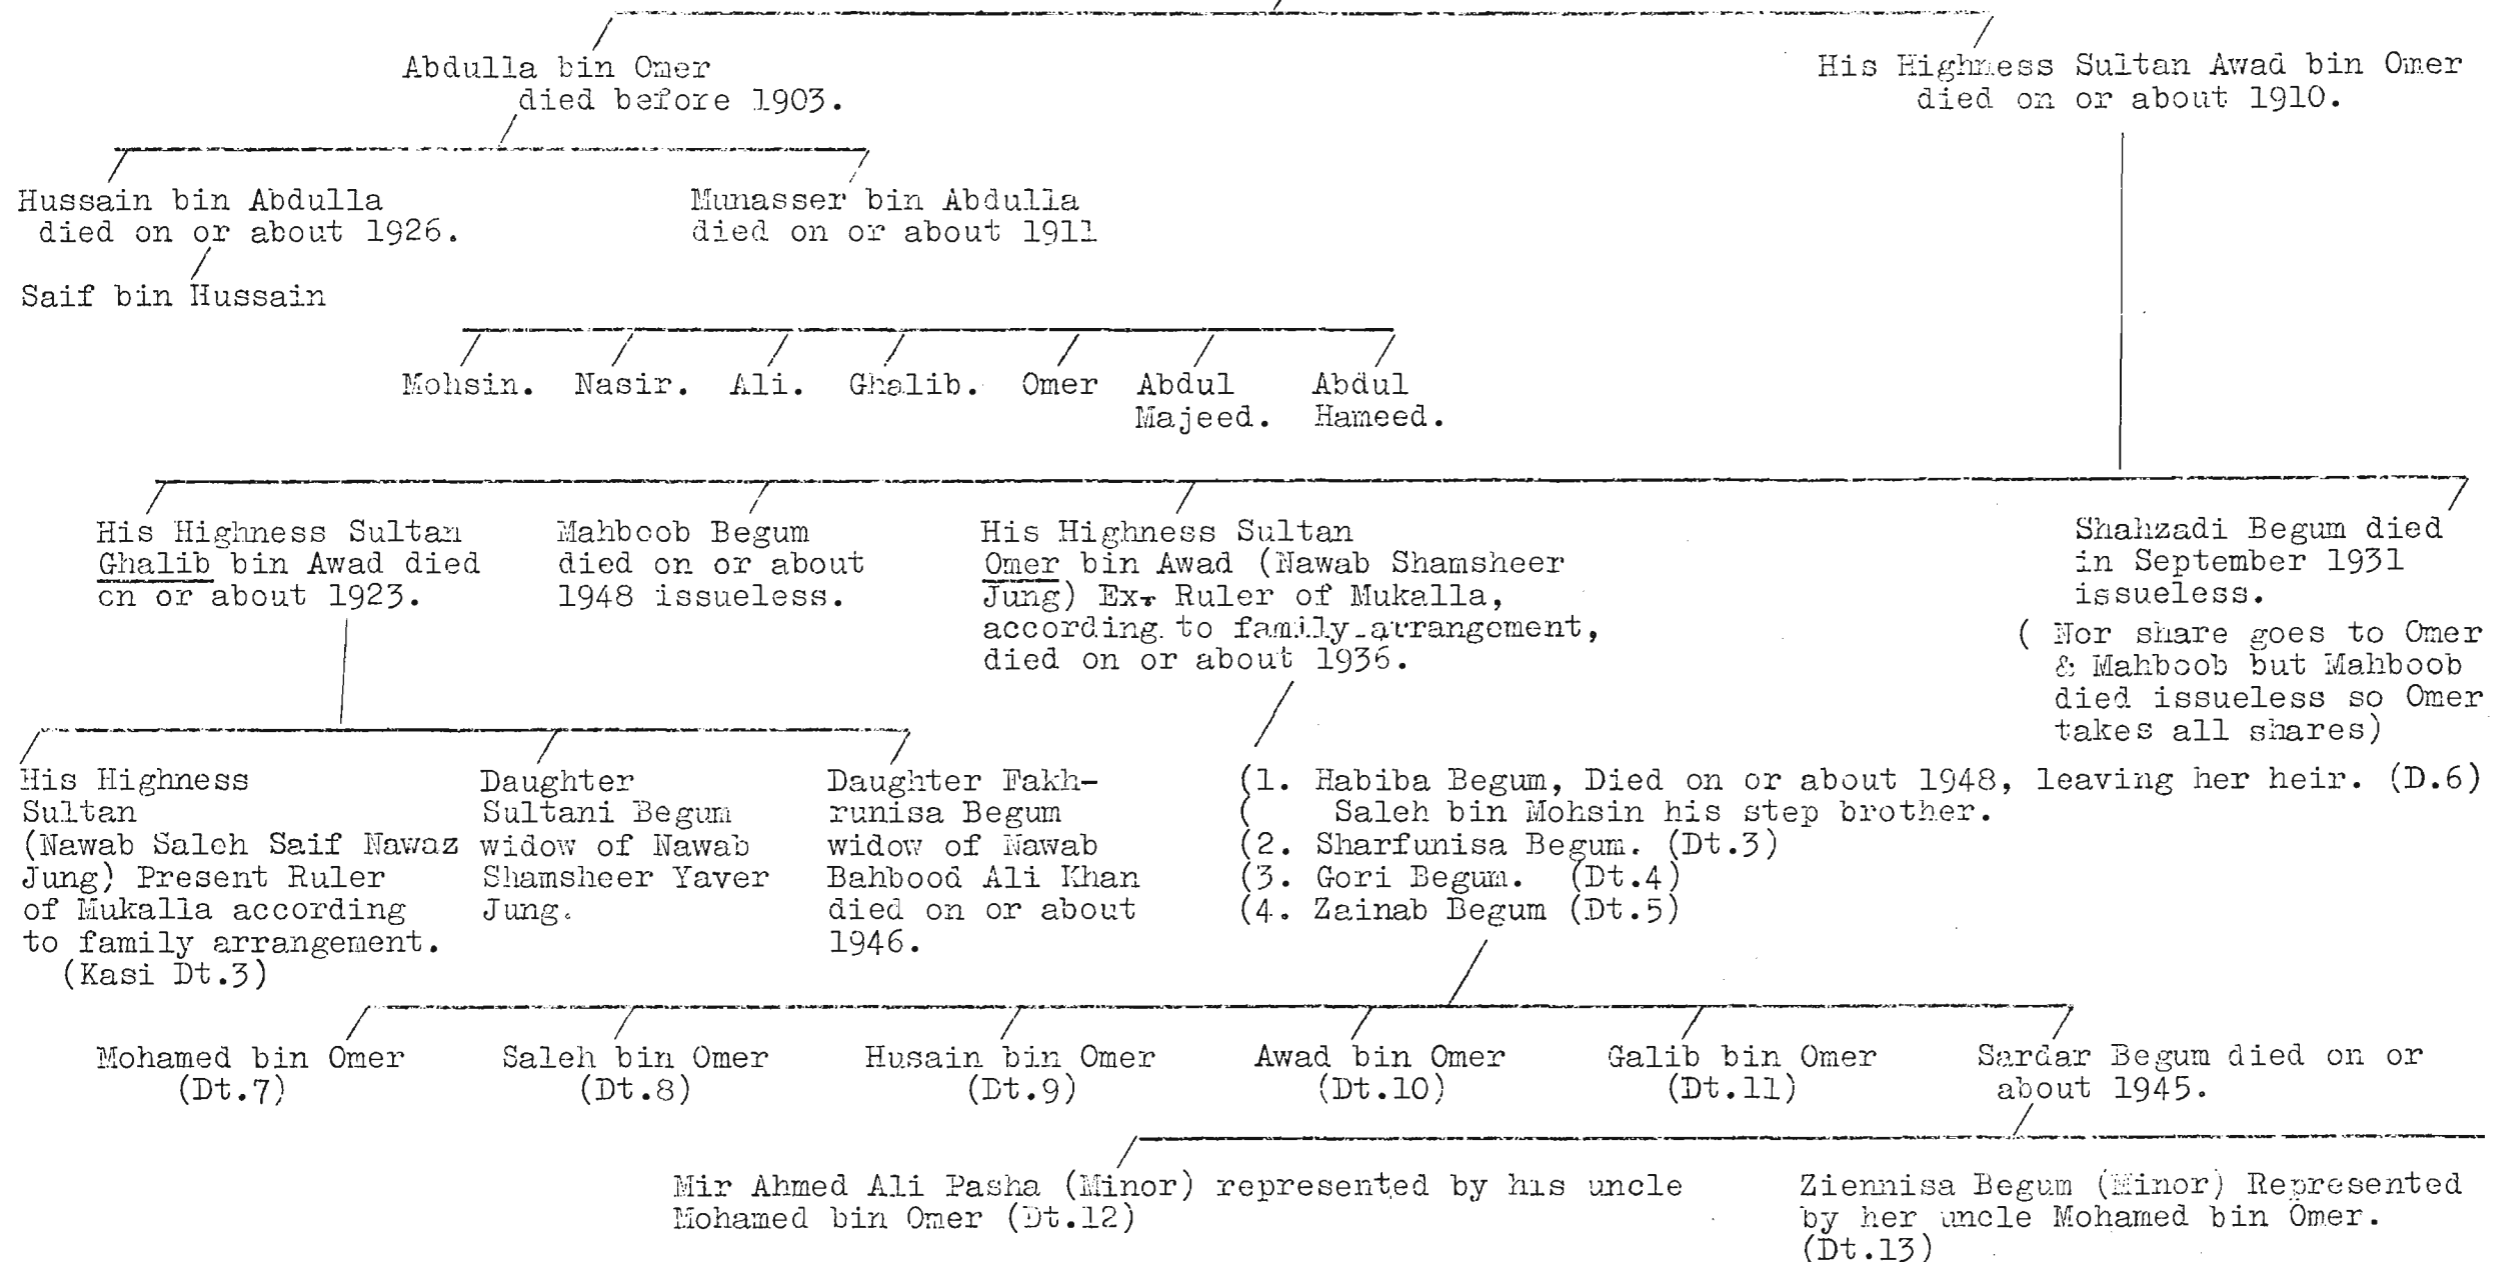 Abdulla bin Omer
died before 1903.
His Highness Sultan Awad bin Omer
died on or about 1910.
Hussain bin Abdulla
died on or about 1926.
Munasser bin Abdulla
died on or about 1911
Saif bin Hussain
Mohsin. Nasir. Ali. Ghalib. Omer Abdul Abdul
Majeed. Hameed.
His Highness Sultan
Ghalib bin Awad died
on or about 1923.
Mahboob Begum
died on or about
1948 issueless.
His Highness Sultan
Omer bin Awad (Nawab Shamsheer
Jung) Ex. Ruler of Mukalla,
according to family arrangement,
died on or about 1936.
Shahzadi Begum died
in September 1931
issueless.
( Nor share goes to Omer
& Mahboob but Mahboob
died issueless so Omer
takes all shares)
His Highness
Sultan
(Nawab Saleh Saif Nawaz
Jung) Present Ruler
of Mukalla according
to family arrangement.
(Kasi Dt.3)
Daughter
Sultani Begum
widow of Nawab
Shamsheer Yaver
Jung.
Daughter Fakh-
runisa Begum
widow of Nawab
Bahbood Ali Khan
died on or about
1946.
(1. Habiba Begum, Died on or about 1948, leaving her heir. (D.6)
( Saleh bin Mohsin his step brother.
(2. Sharfunisa Begum. (Dt.3)
(3. Gori Begum. (Dt.4)
(4. Zainab Begum (Dt.5)
Mohamed bin Omer
(Dt.7)
Saleh bin Omer
(Dt.8)
Husain bin Omer
(Dt.9)
Awad bin Omer
(Dt.10)
Galib bin Omer
(Dt.11)
Sardar Begum died on or
about 1945.
Mir Ahmed Ali Pasha (Minor) represented by his uncle
Mohamed bin Omer (Dt.12)
Ziennisa Begum (Minor) Represented
by her uncle Mohamed bin Omer.
(Dt.13)